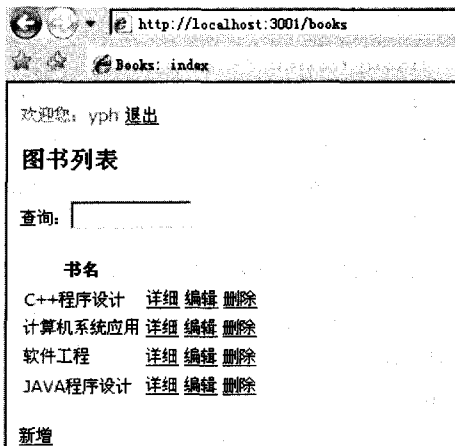 http://localhost:3001/books
Books: index
欢迎您：yph 退出
图书列表
查询：
书名
C++程序设计 详细 编辑 删除
计算机系统应用 详细 编辑 删除
软件工程 详细 编辑 删除
JAVA程序设计 详细 编辑 删除
新增